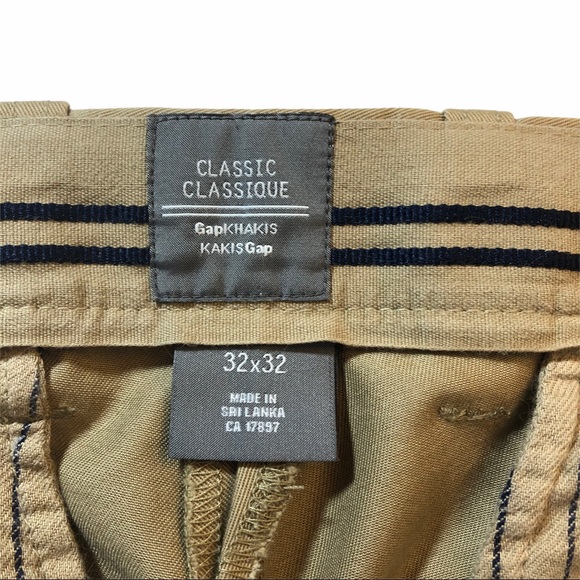 CLASSIC
CLASSIQUE
GapKHAKIS
KAKISGap
32x32
MADE IN
SRI LANKA
CA 17897